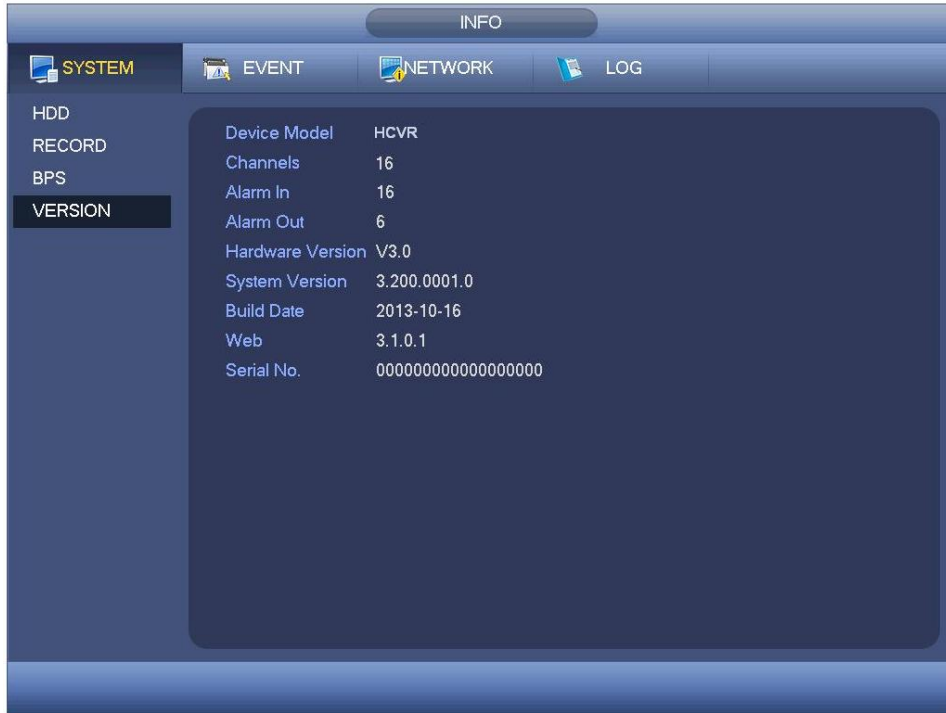 INFO
SYSTEM EVENT NETWORK LOG
HDD
RECORD
BPS
VERSION
Device Model HCVR
Channels 16
Alarm In 16
Alarm Out 6
Hardware Version V3.0
System Version 3.200.0001.0
Build Date 2013-10-16
Web 3.1.0.1
Serial No. 000000000000000000